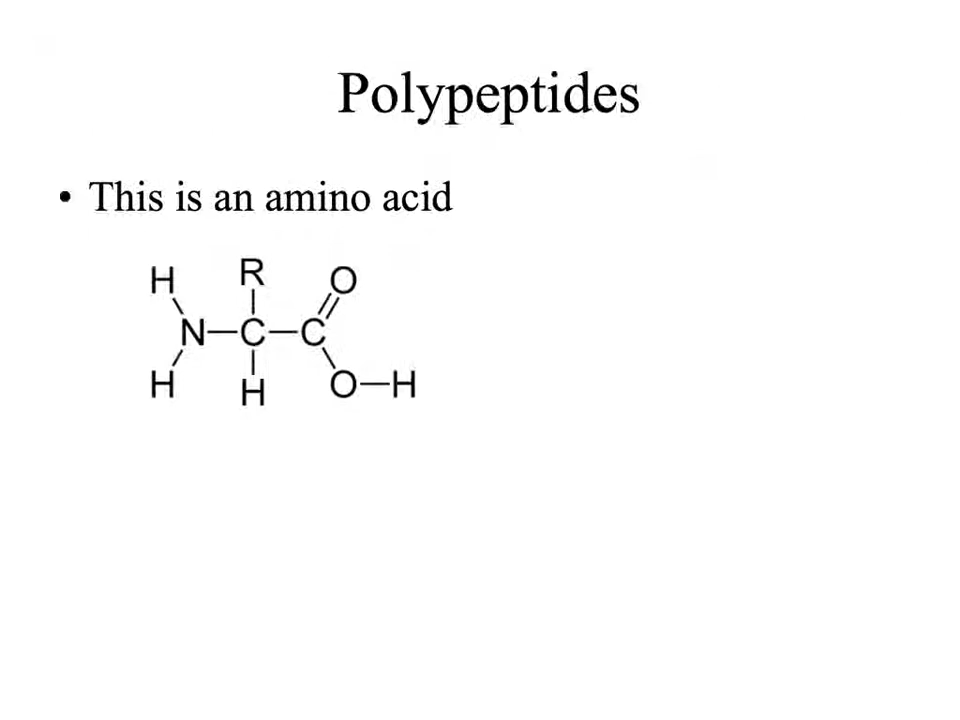 Polypeptides
• This is an amino acid
H R O
N—C—C
H H O—H